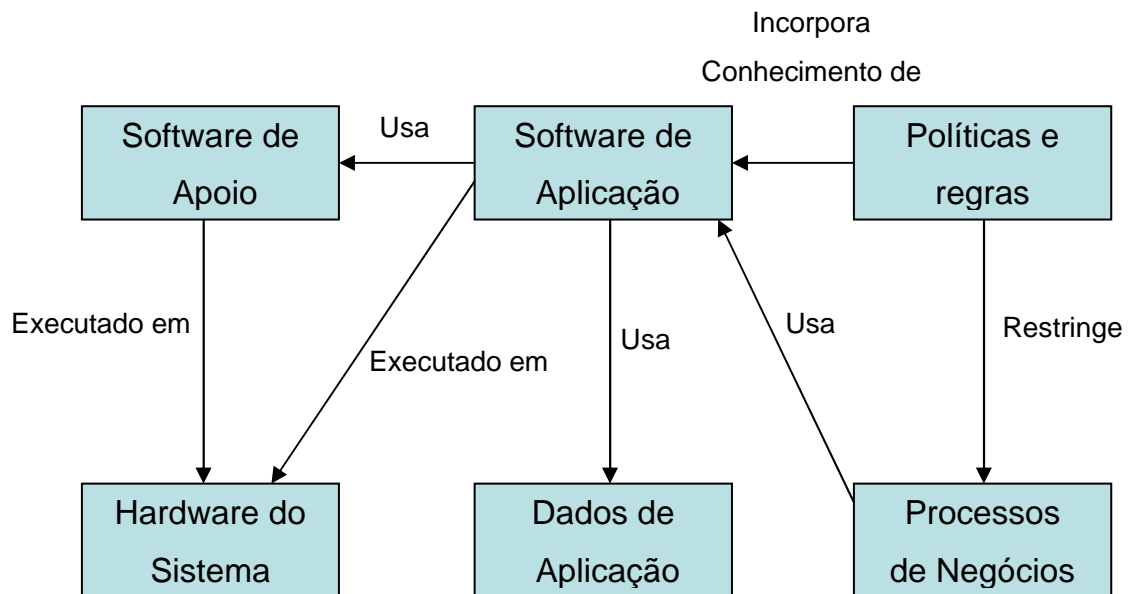 Incorpora
Conhecimento de
Software de
Apoio
Usa
Software de
Aplicação
Políticas e
regras
Executado em
Executado em
Usa
Usa
Restringe
Hardware do
Sistema
Dados de
Aplicação
Processos
de Negócios